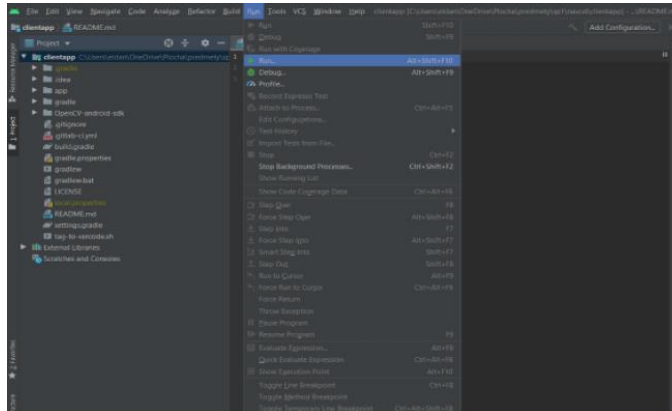 File Edit View Navigate Code Analyze Refactor Build Run Tools VCS Window Help
clientapp README.md
Add Configuration...
Project
clientapp
.gradle
.idea
app
gradle
OpenCV-android-sdk
.gitignore
.gitlab-ci.yml
build.gradle
gradle.properties
gradlew
gradlew.bat
LICENSE
local.properties
README.md
settings.gradle
tag-to-vercode.sh
External Libraries
Scratches and Consoles
Resource Manager
1: Project
2: Favorites
1
Run Shift+F10
Debug Shift+F9
Run with Coverage
Run... Alt+Shift+F10
Debug... Alt+Shift+F9
Profile...
Record Espresso Test
Attach to Process... Ctrl+Alt+F5
Edit Configurations...
Test History
Import Tests from File...
Stop Ctrl+F2
Stop Background Processes... Ctrl+Shift+F2
Show Running List
Show Code Coverage Data Ctrl+Alt+F6
Step Over F8
Force Step Over Alt+Shift+F8
Step Into F7
Force Step Into Alt+Shift+F7
Smart Step Into Shift+F7
Step Out Shift+F8
Run to Cursor Alt+F9
Force Run to Cursor Ctrl+Alt+F9
Force Return
Throw Exception
Pause Program
Resume Program F9
Evaluate Expression... Alt+F8
Quick Evaluate Expression Ctrl+Alt+F8
Show Execution Point Alt+F10
Toggle Line Breakpoint Ctrl+F8
Toggle Method Breakpoint
Toggle Temporary Line Breakpoint Ctrl+Alt+Shift+F8